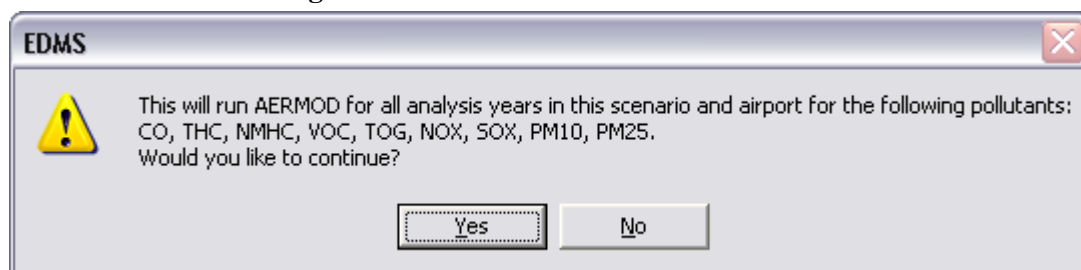 EDMS
This will run AERMOD for all analysis years in this scenario and airport for the following pollutants:
CO, THC, NMHC, VOC, TOG, NOX, SOX, PM10, PM25.
Would you like to continue?
Yes No